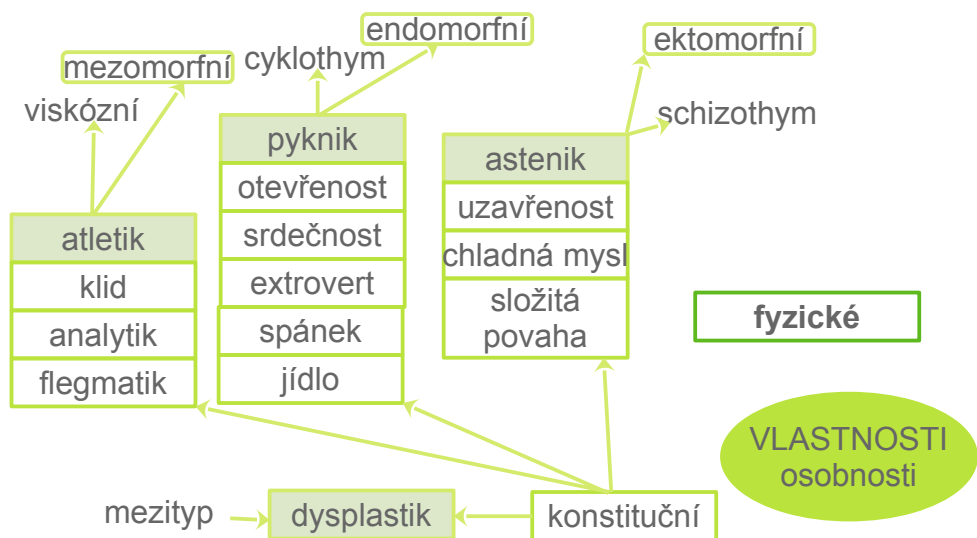 endomorfní
ektomorfní
mezomorfní
cyklothym
viskózní
schizothym
pyknik
otevřenost
srdečnost
extrovert
spánek
jídlo
astenik
uzavřenost
chladná mysl
složitá
povaha
atletik
klid
analytik
flegmatik
fyzické
VLASTNOSTI
osobnosti
mezityp
dysplastik
konstituční